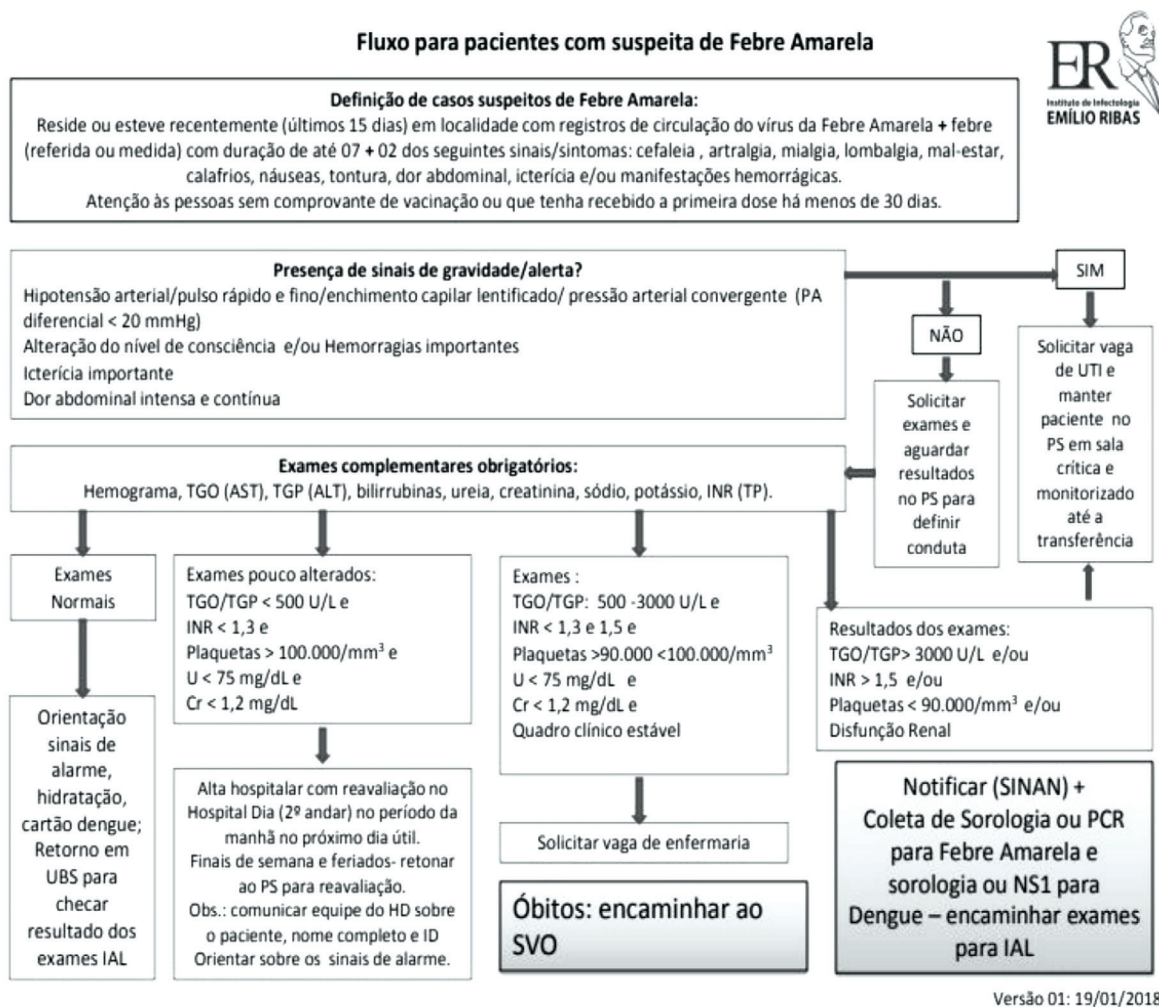 Fluxo para pacientes com suspeita de Febre Amarela
ER
Instituto de Infectologia
EMÍLIO RIBAS
Definição de casos suspeitos de Febre Amarela:
Reside ou esteve recentemente (últimos 15 dias) em localidade com registros de circulação do vírus da Febre Amarela + febre
(referida ou medida) com duração de até 07 + 02 dos seguintes sinais/sintomas: cefaleia , artralgia, mialgia, lombalgia, mal-estar,
calafrios, náuseas, tontura, dor abdominal, icterícia e/ou manifestações hemorrágicas.
Atenção às pessoas sem comprovante de vacinação ou que tenha recebido a primeira dose há menos de 30 dias.
Presença de sinais de gravidade/alerta?
Hipotensão arterial/pulso rápido e fino/enchimento capilar lentificado/ pressão arterial convergente (PA
diferencial < 20 mmHg)
Alteração do nível de consciência e/ou Hemorragias importantes
Icterícia importante
Dor abdominal intensa e contínua
SIM
NÃO
Solicitar vaga
de UTI e
manter
paciente no
PS em sala
crítica e
monitorizado
até a
transferência
Solicitar
exames e
aguardar
resultados
no PS para
definir
conduta
Exames complementares obrigatórios:
Hemograma, TGO (AST), TGP (ALT), bilirrubinas, ureia, creatinina, sódio, potássio, INR (TP).
Exames
Normais
Orientação
sinais de
alarme,
hidratação,
cartão dengue;
Retorno em
UBS para
checar
resultado dos
exames IAL
Exames pouco alterados:
TGO/TGP < 500 U/L e
INR < 1,3 e
Plaquetas > 100.000/mm³ e
U < 75 mg/dL e
Cr < 1,2 mg/dL
Alta hospitalar com reavaliação no
Hospital Dia (2º andar) no período da
manhã no próximo dia útil.
Finais de semana e feriados- retonar
ao PS para reavaliação.
Obs.: comunicar equipe do HD sobre
o paciente, nome completo e ID
Orientar sobre os sinais de alarme.
Exames :
TGO/TGP: 500 -3000 U/L e
INR < 1,3 e 1,5 e
Plaquetas >90.000 <100.000/mm³
U < 75 mg/dL e
Cr < 1,2 mg/dL e
Quadro clínico estável
Solicitar vaga de enfermaria
Óbitos: encaminhar ao
SVO
Resultados dos exames:
TGO/TGP> 3000 U/L e/ou
INR > 1,5 e/ou
Plaquetas < 90.000/mm³ e/ou
Disfunção Renal
Notificar (SINAN) +
Coleta de Sorologia ou PCR
para Febre Amarela e
sorologia ou NS1 para
Dengue – encaminhar exames
para IAL
Versão 01: 19/01/2018